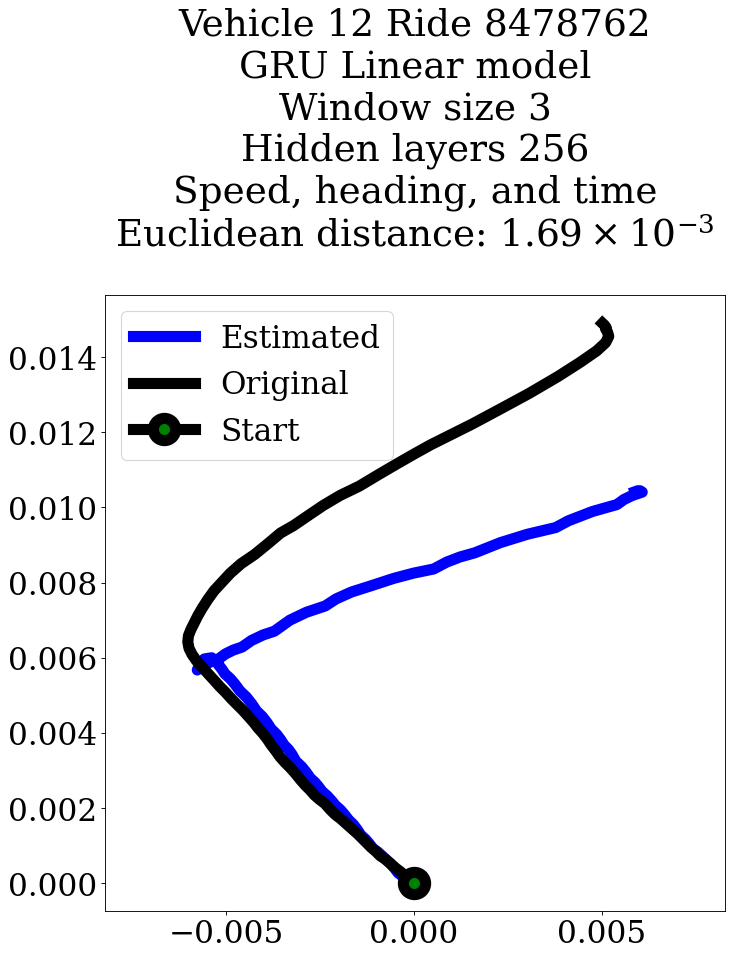 Vehicle 12 Ride 8478762
GRU Linear model
Window size 3
Hidden layers 256
Speed, heading, and time
Euclidean distance: 1.69 × 10⁻³
Estimated
Original
Start
0.014
0.012
0.010
0.008
0.006
0.004
0.002
0.000
−0.005 0.000 0.005